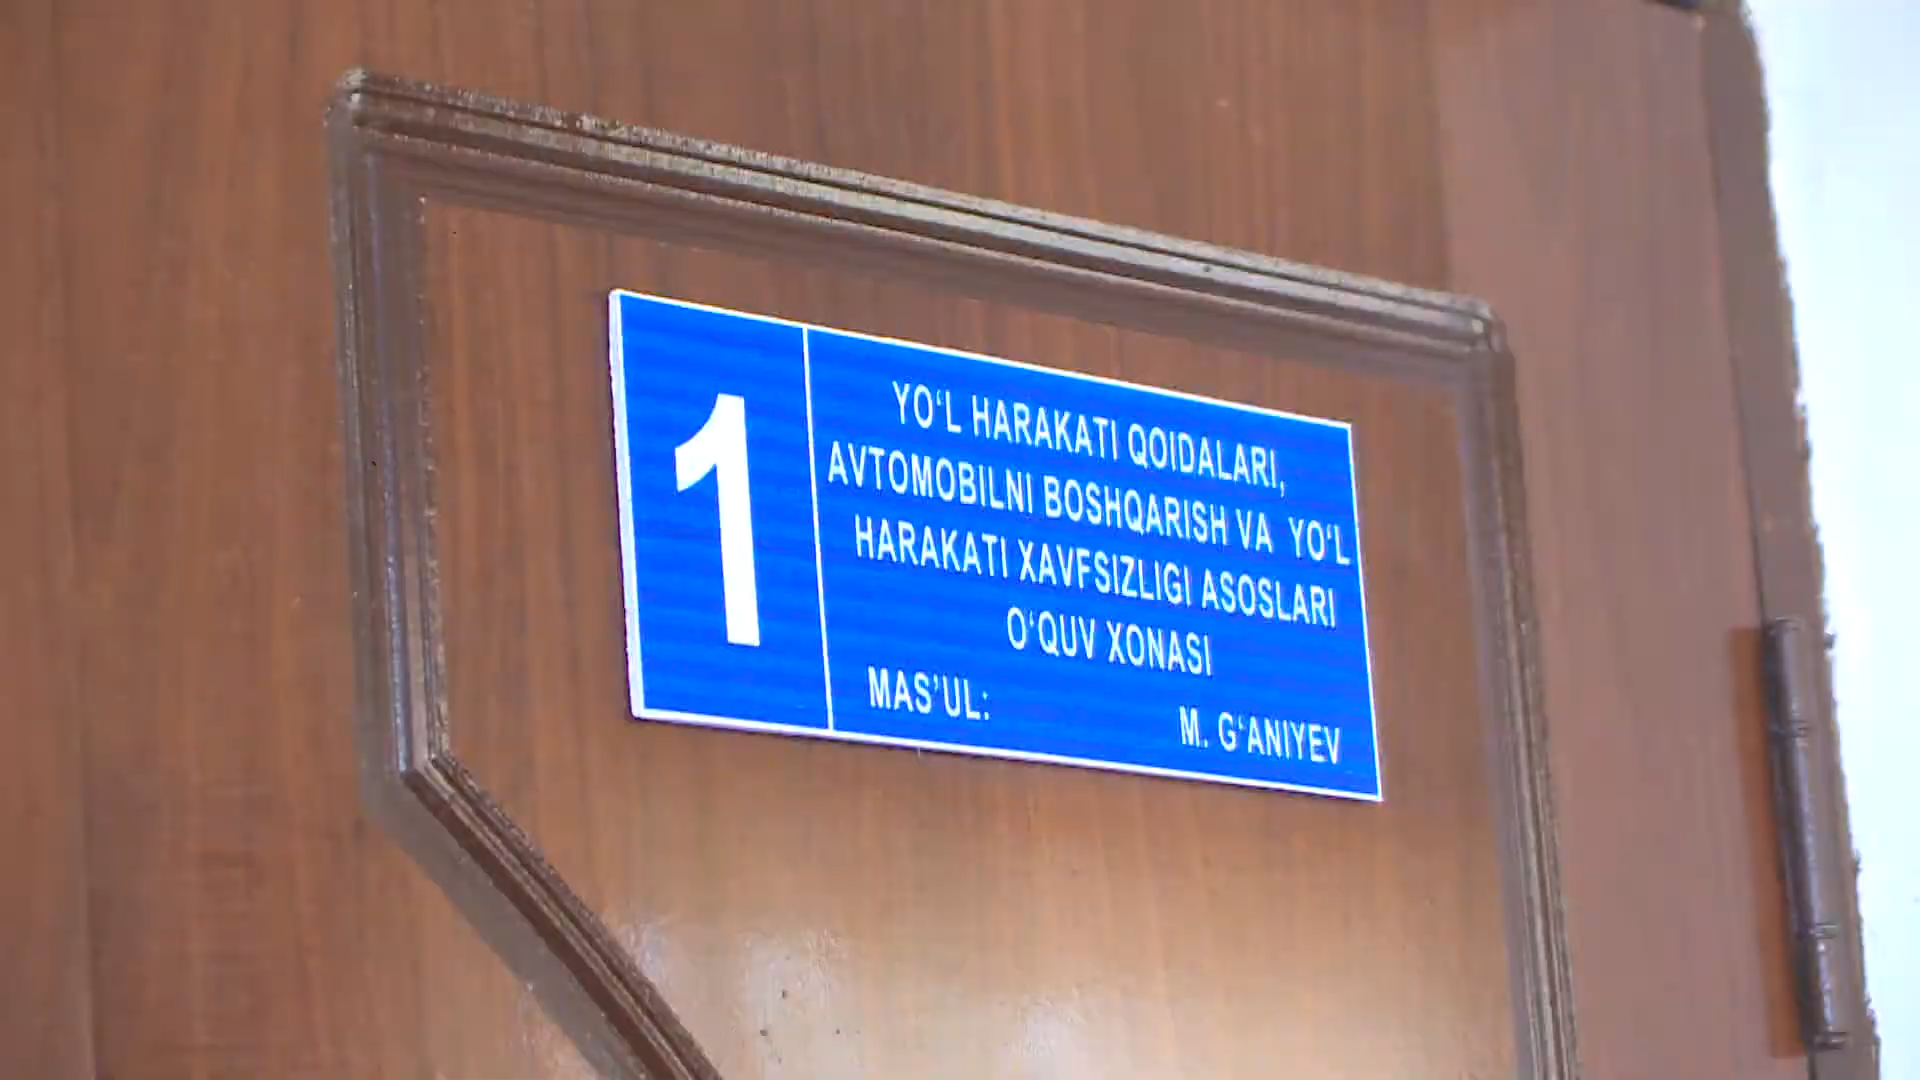 1
YO‘L HARAKATI QOIDALARI,
AVTOMOBILNI BOSHQARISH VA YO‘L
HARAKATI XAVFSIZLIGI ASOSLARI
O‘QUV XONASI
MAS’UL: M. G‘ANIYEV